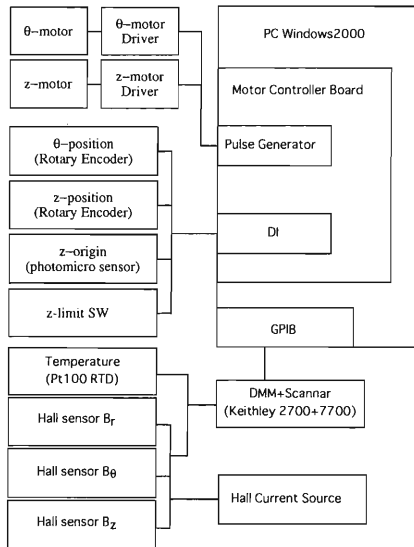 θ-motor
θ-motor
Driver
PC Windows2000
z-motor
z-motor
Driver
Motor Controller Board
θ-position
(Rotary Encoder)
Pulse Generator
z-position
(Rotary Encoder)
z-origin
(photomicro sensor)
DI
z-limit SW
GPIB
Temperature
(Pt100 RTD)
DMM+Scannar
(Keithley 2700+7700)
Hall sensor Br
Hall sensor Bθ
Hall Current Source
Hall sensor Bz